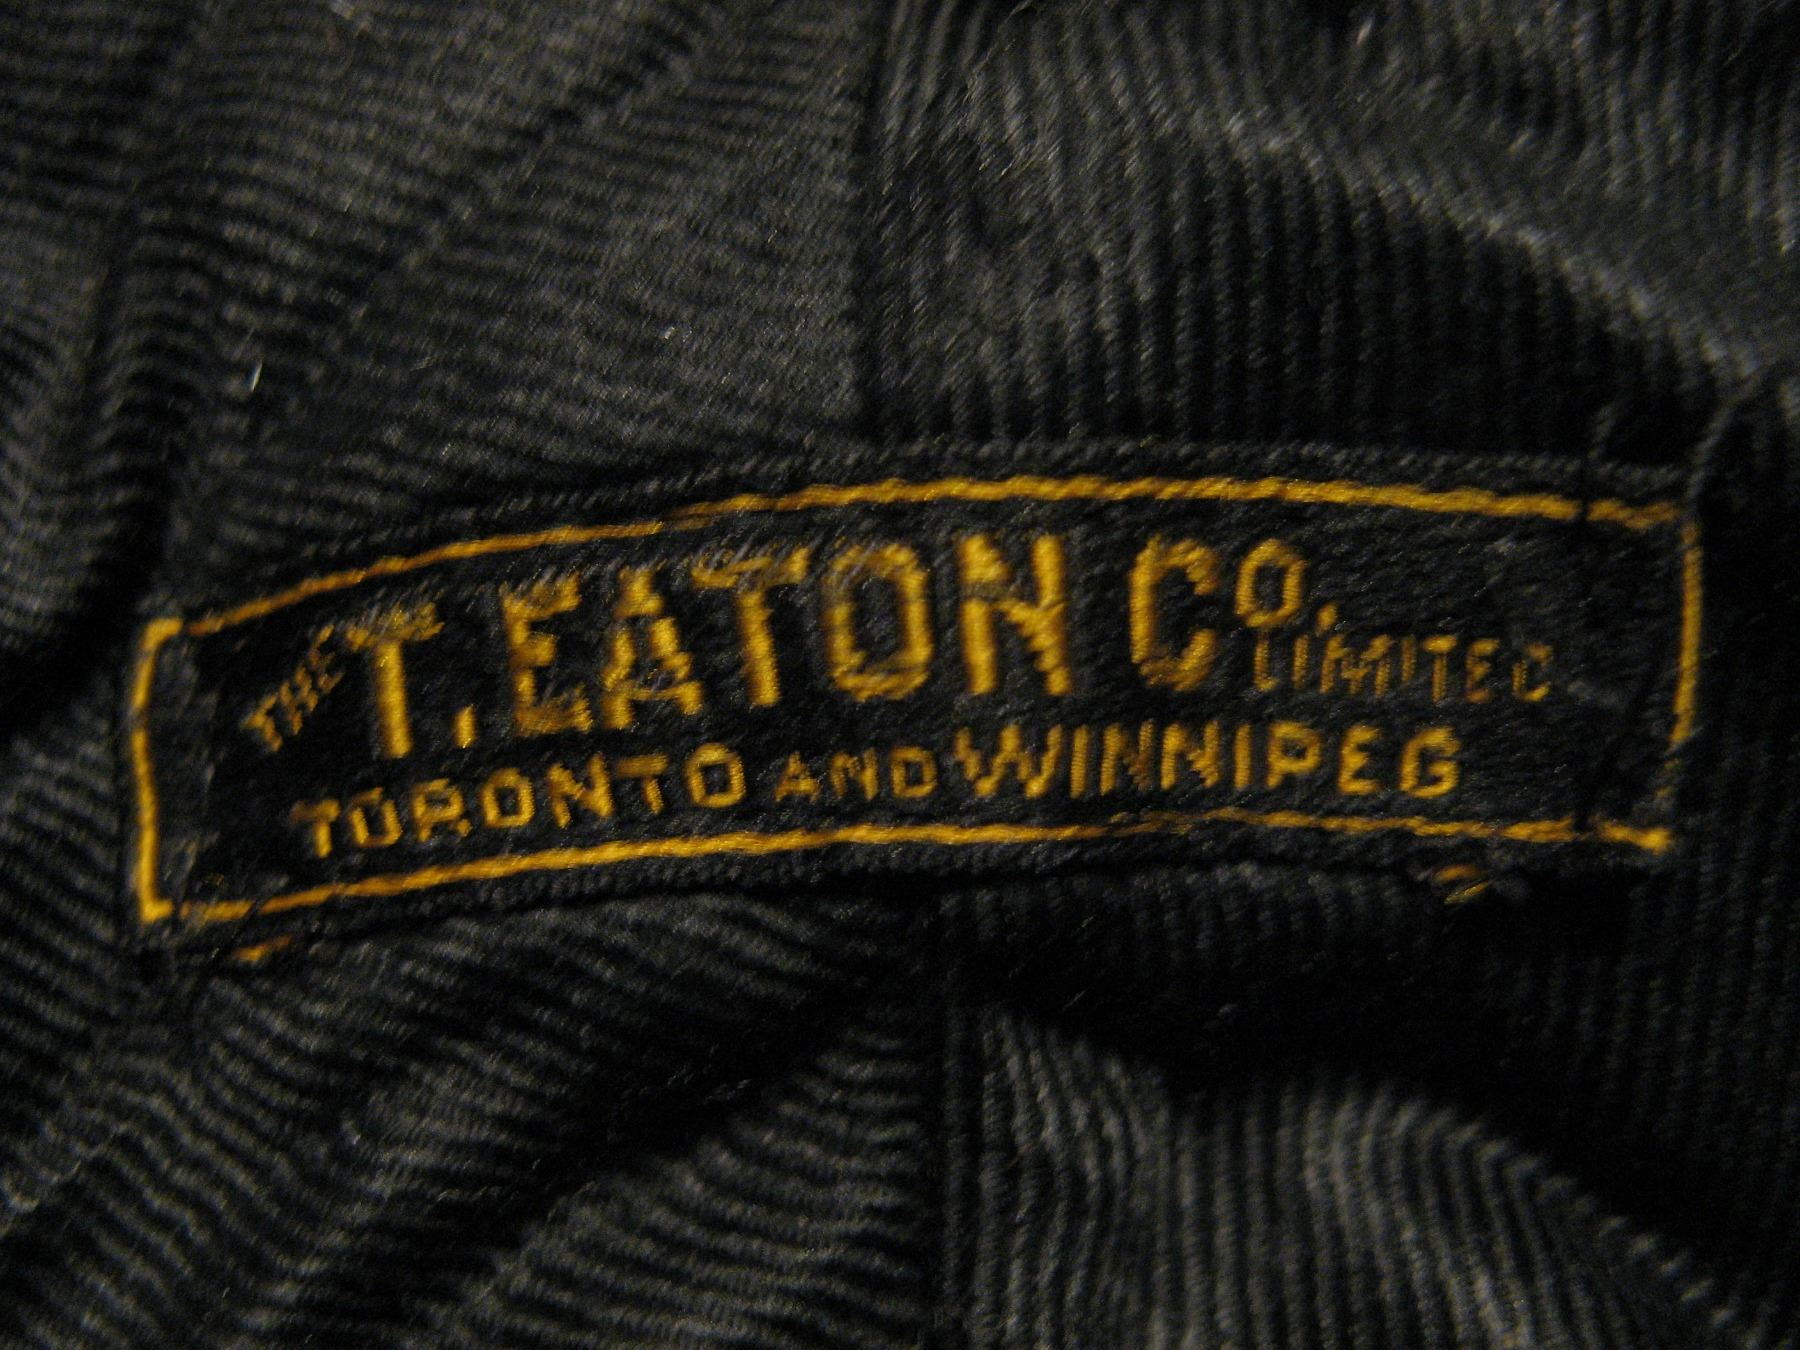 THE T. EATON CO. LIMITED
TORONTO AND WINNIPEG